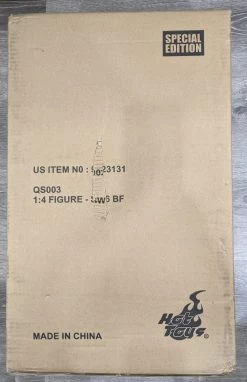 SPECIAL
EDITION
US ITEM NO :
QS003
1:4 FIGURE - BF
MADE IN CHINA
Hot
Toys